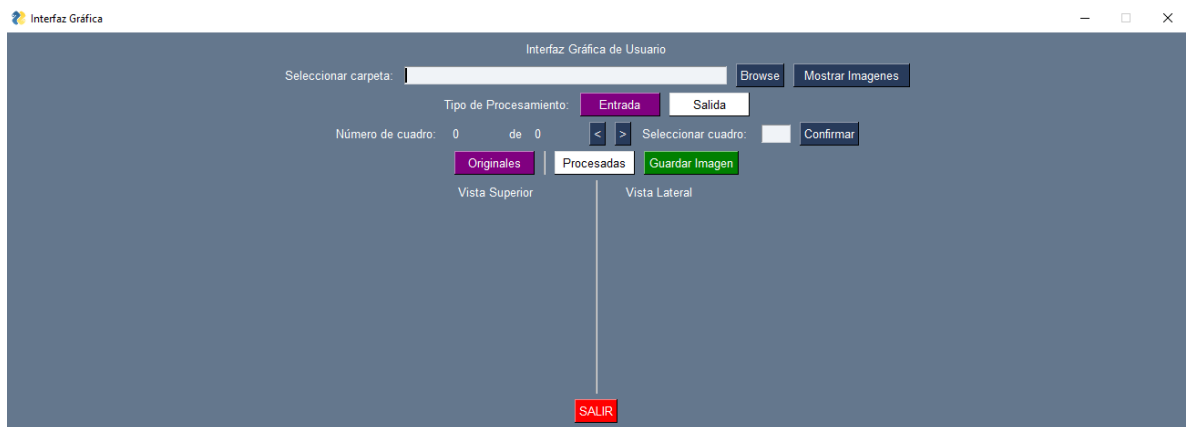 Interfaz Gráfica
Interfaz Gráfica de Usuario
Seleccionar carpeta: Browse Mostrar Imagenes
Tipo de Procesamiento: Entrada Salida
Número de cuadro: 0 de 0 < > Seleccionar cuadro: Confirmar
Originales Procesadas Guardar Imagen
Vista Superior Vista Lateral
SALIR